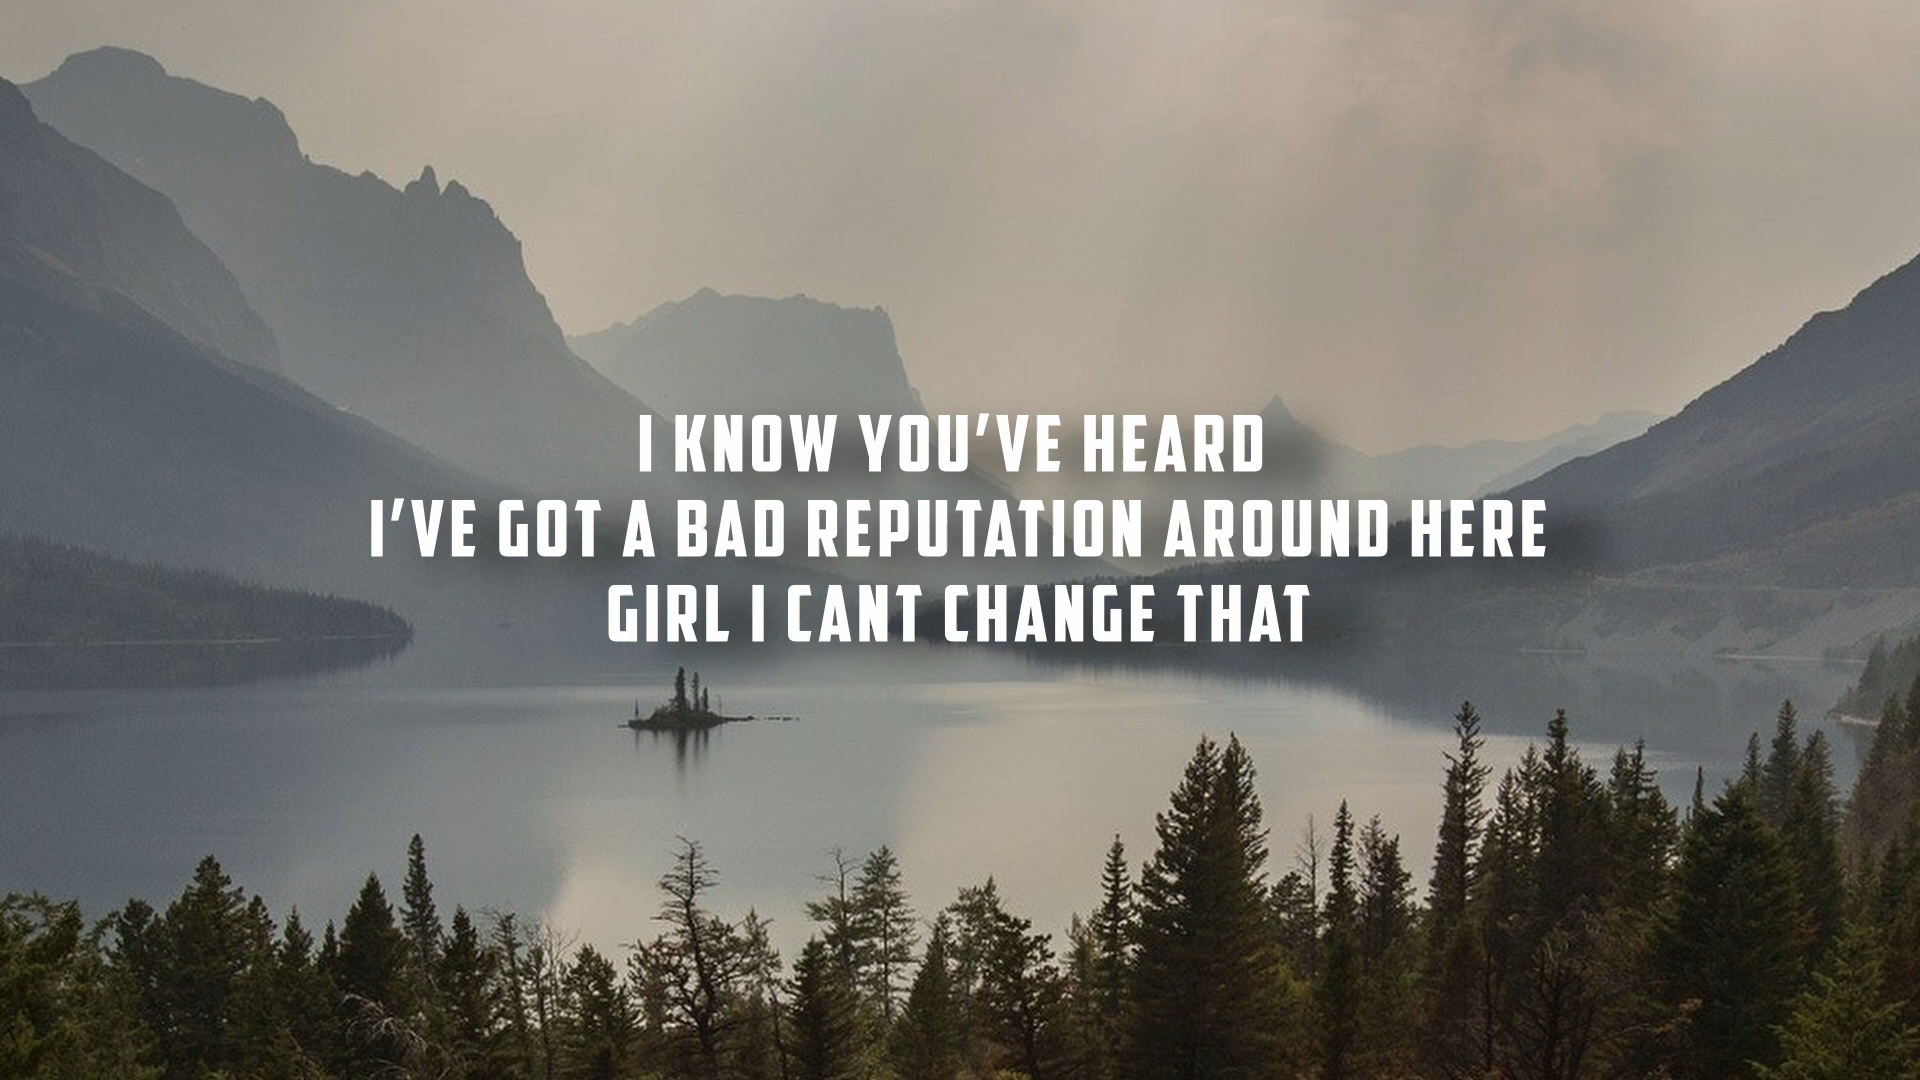 I KNOW YOU'VE HEARD
I'VE GOT A BAD REPUTATION AROUND HERE
GIRL I CANT CHANGE THAT